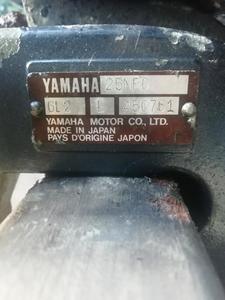 YAMAHA
6L2 L
YAMAHA MOTOR CO., LTD.
MADE IN JAPAN
PAYS D'ORIGINE JAPON